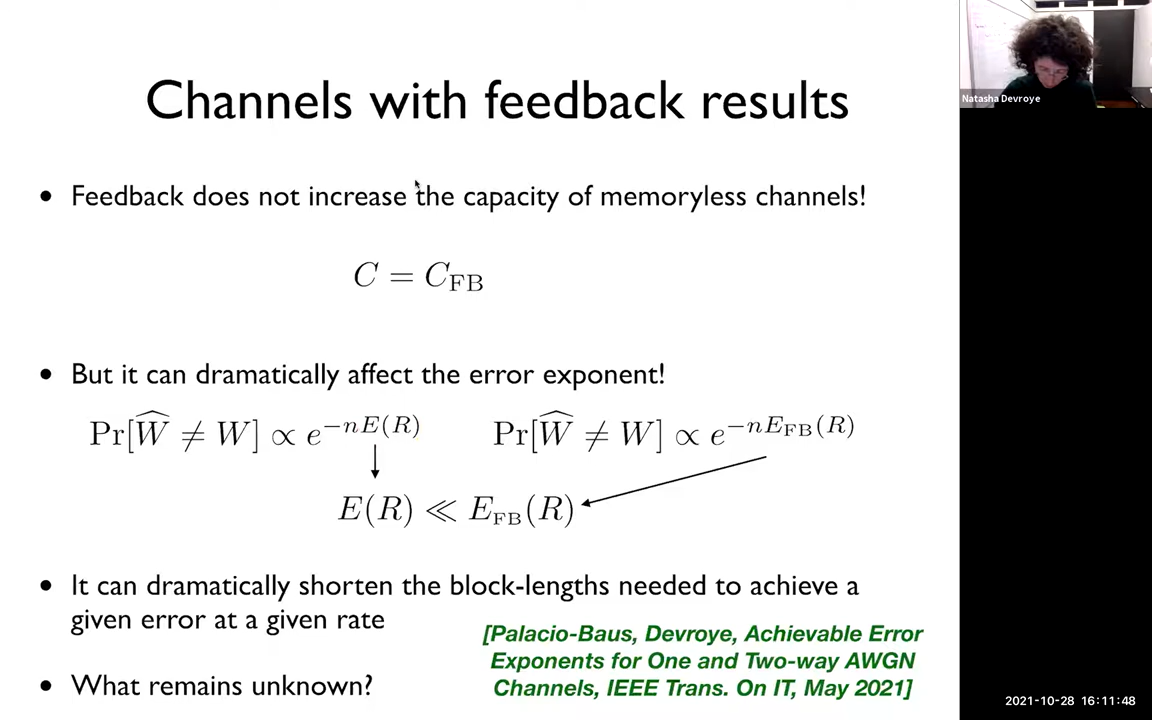 Channels with feedback results
Natasha Devroye
• Feedback does not increase the capacity of memoryless channels!
C = C_FB
• But it can dramatically affect the error exponent!
Pr[Ŵ ≠ W] ∝ e^{-nE(R)}    Pr[Ŵ ≠ W] ∝ e^{-nE_FB(R)}
E(R) ≪ E_FB(R)
• It can dramatically shorten the block-lengths needed to achieve a
given error at a given rate
[Palacio-Baus, Devroye, Achievable Error
Exponents for One and Two-way AWGN
Channels, IEEE Trans. On IT, May 2021]
• What remains unknown?
2021-10-28 16:11:48